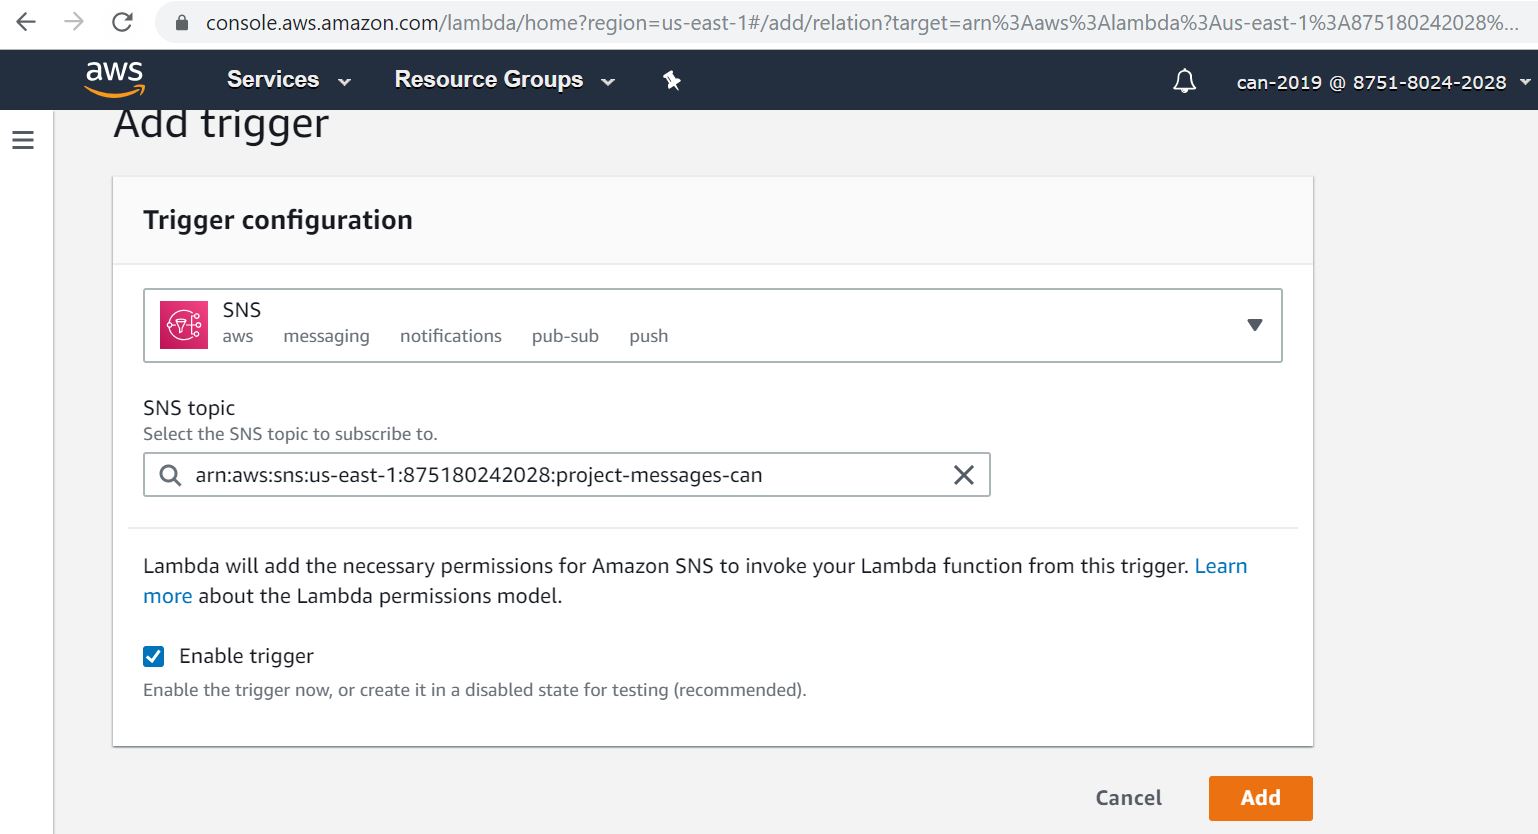 console.aws.amazon.com/lambda/home?region=us-east-1#/add/relation?target=arn%3Aaws%3Alambda%3Aus-east-1%3A875180242028%...
aws Services Resource Groups can-2019 @ 8751-8024-2028
Add trigger
Trigger configuration
SNS
aws messaging notifications pub-sub push
SNS topic
Select the SNS topic to subscribe to.
arn:aws:sns:us-east-1:875180242028:project-messages-can
Lambda will add the necessary permissions for Amazon SNS to invoke your Lambda function from this trigger. Learn
more about the Lambda permissions model.
Enable trigger
Enable the trigger now, or create it in a disabled state for testing (recommended).
Cancel Add